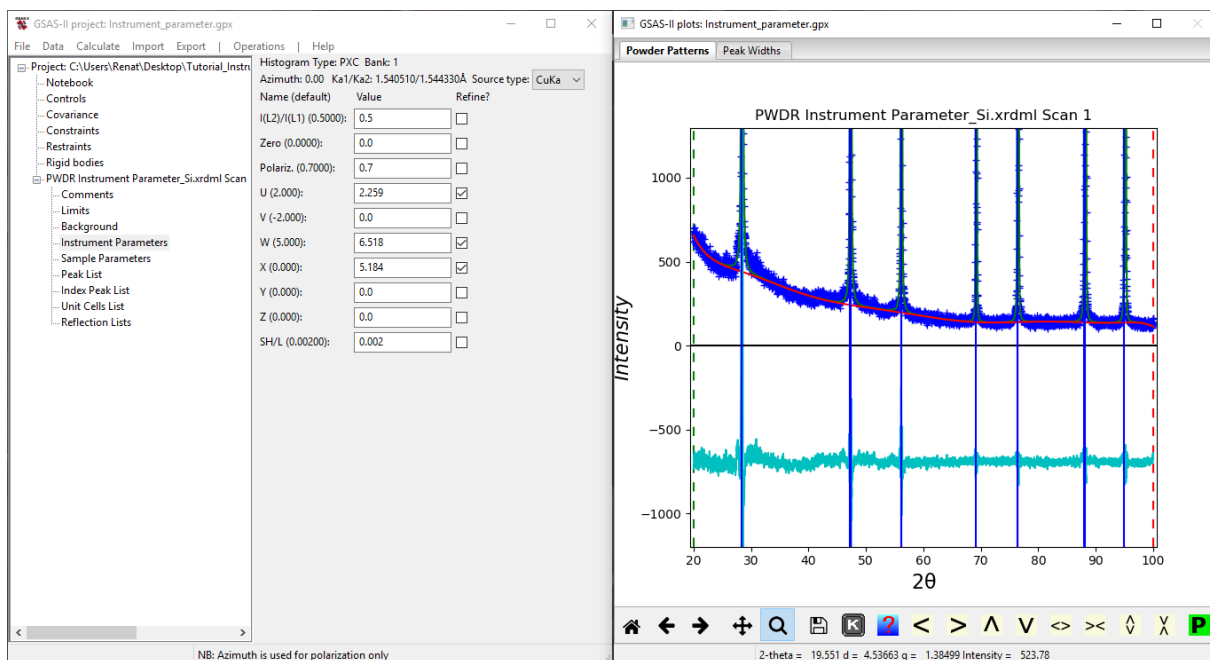 GSAS-II project: Instrument_parameter.gpx
File Data Calculate Import Export | Operations | Help
Project: C:\Users\Renat\Desktop\Tutorial_Instru
Notebook
Controls
Covariance
Constraints
Restraints
Rigid bodies
PWDR Instrument Parameter_Si.xrdml Scan
Comments
Limits
Background
Instrument Parameters
Sample Parameters
Peak List
Index Peak List
Unit Cells List
Reflection Lists
Histogram Type: PXC Bank: 1
Azimuth: 0.00 Ka1/Ka2: 1.540510/1.544330Å Source type: CuKa
Name (default) Value Refine?
I(L2)/I(L1) (0.5000): 0.5
Zero (0.0000): 0.0
Polariz. (0.7000): 0.7
U (2.000): 2.259
V (-2.000): 0.0
W (5.000): 6.518
X (0.000): 5.184
Y (0.000): 0.0
Z (0.000): 0.0
SH/L (0.00200): 0.002
NB: Azimuth is used for polarization only
GSAS-II plots: Instrument_parameter.gpx
Powder Patterns Peak Widths
PWDR Instrument Parameter_Si.xrdml Scan 1
1000
500
0
−500
−1000
Intensity
20 30 40 50 60 70 80 90 100
2θ
K ? P
2-theta = 19.551 d = 4.53663 q = 1.38499 Intensity = 523.78